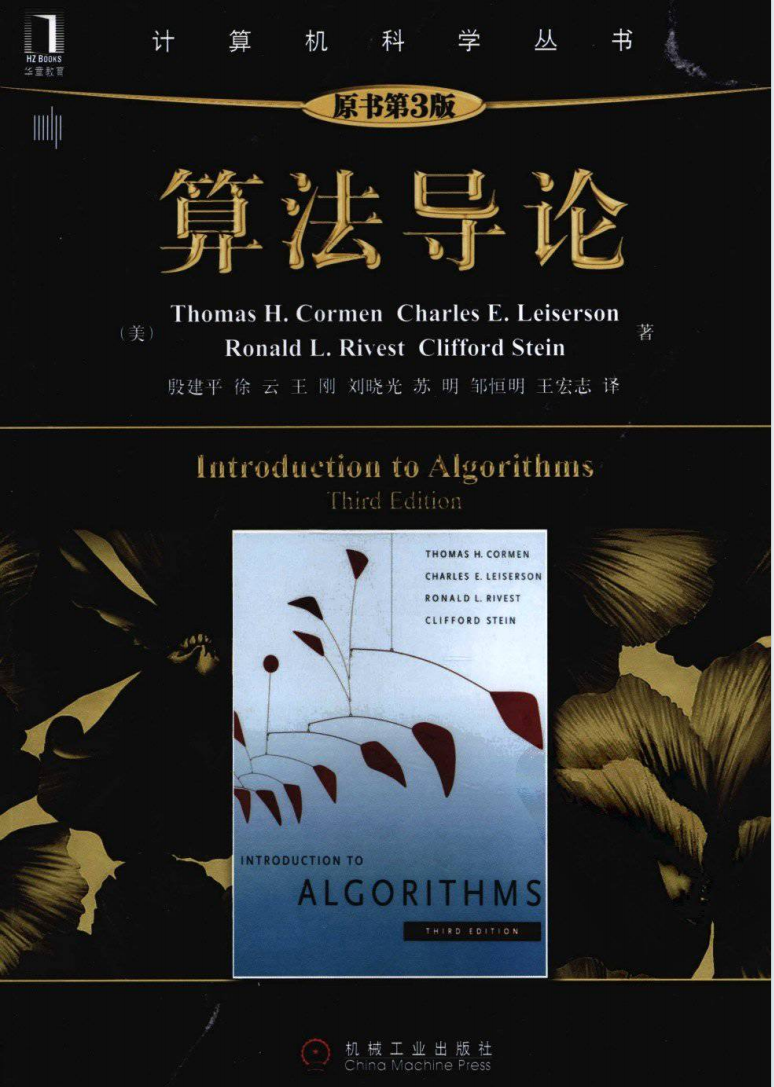 HZ BOOKS
华章教育
计算机科学丛书
原书第3版
算法导论
(美)
Thomas H. Cormen Charles E. Leiserson
Ronald L. Rivest Clifford Stein
著
殷建平 徐云 王刚 刘晓光 苏明 邹恒明 王宏志 译
Introduction to Algorithms
Third Edition
THOMAS H. CORMEN
CHARLES E. LEISERSON
RONALD L. RIVEST
CLIFFORD STEIN
INTRODUCTION TO
ALGORITHMS
THIRD EDITION
机械工业出版社
China Machine Press